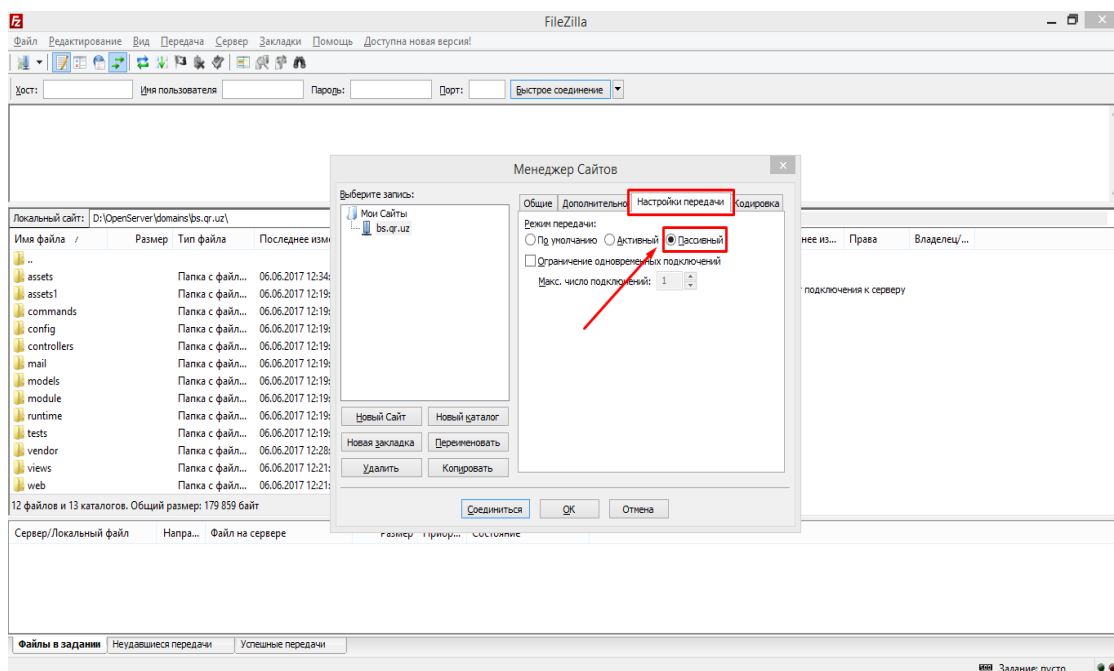 FileZilla
Файл Редактирование Вид Передача Сервер Закладки Помощь Доступна новая версия!
Хост: Имя пользователя Пароль: Порт: Быстрое соединение
Менеджер Сайтов
Выберите запись:
Мои Сайты
bs.qr.uz
Общие Дополнительно Настройки передачи Кодировка
Режим передачи:
По умолчанию Активный Пассивный
Ограничение одновременных подключений
Макс. число подключений: 1
Новый Сайт Новый каталог
Новая закладка Переименовать
Удалить Копировать
Соединиться OK Отмена
Локальный сайт: D:\OpenServer\domains\bs.qr.uz\
Имя файла / Размер Тип файла Последнее изм
..
assets Папка с файл... 06.06.2017 12:34:
assets1 Папка с файл... 06.06.2017 12:19:
commands Папка с файл... 06.06.2017 12:19:
config Папка с файл... 06.06.2017 12:19:
controllers Папка с файл... 06.06.2017 12:19:
mail Папка с файл... 06.06.2017 12:19:
models Папка с файл... 06.06.2017 12:19:
module Папка с файл... 06.06.2017 12:19:
runtime Папка с файл... 06.06.2017 12:19:
tests Папка с файл... 06.06.2017 12:19:
vendor Папка с файл... 06.06.2017 12:28:
views Папка с файл... 06.06.2017 12:21:
web Папка с файл... 06.06.2017 12:21:
12 файлов и 13 каталогов. Общий размер: 179 859 байт
нее из... Права Владелец/...
подключения к серверу
Сервер/Локальный файл Напра... Файл на сервере Размер Приор... Состояние
Файлы в задании Неудавшиеся передачи Успешные передачи
Задание: пусто